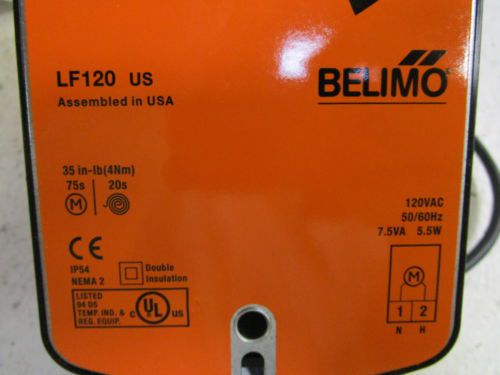 LF120 US
BELIMO
Assembled in USA
35 in-lb(4Nm)
75s 20s
M
120VAC
50/60Hz
7.5VA 5.5W
CE
IP54
NEMA 2
Double
Insulation
M
1 2
N H
LISTED
94 D5
TEMP. IND. &
REG. EQUIP.
C UL US